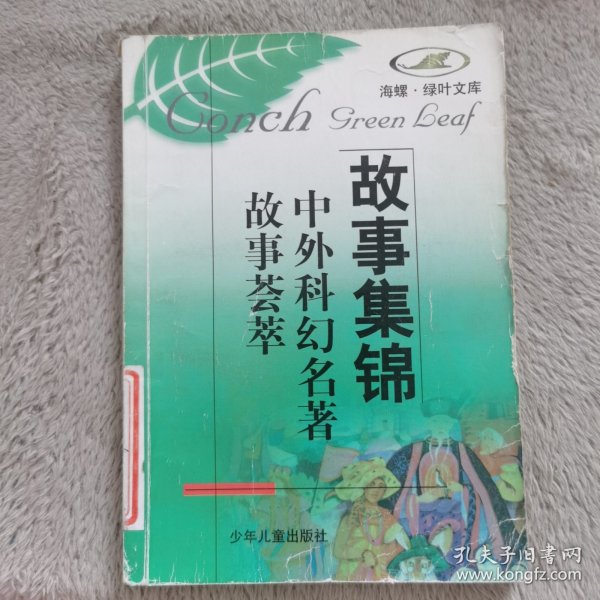 海螺·绿叶文库
Conch Green Leaf
故事集锦
中外科幻名著
故事荟萃
少年儿童出版社
孔夫子旧书网
www.kongfz.com